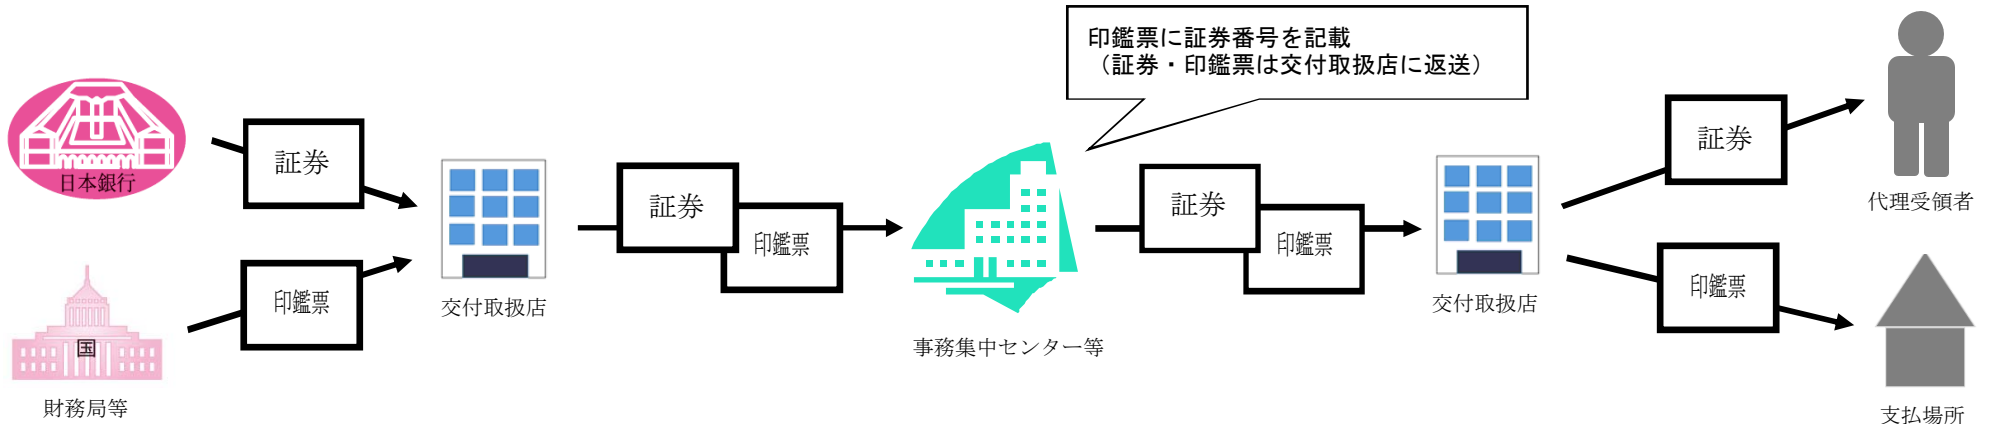 印鑑票に証券番号を記載
（証券・印鑑票は交付取扱店に返送）
日本銀行
証券
印鑑票
国
財務局等
交付取扱店
証券
印鑑票
事務集中センター等
証券
印鑑票
交付取扱店
証券
代理受領者
印鑑票
支払場所